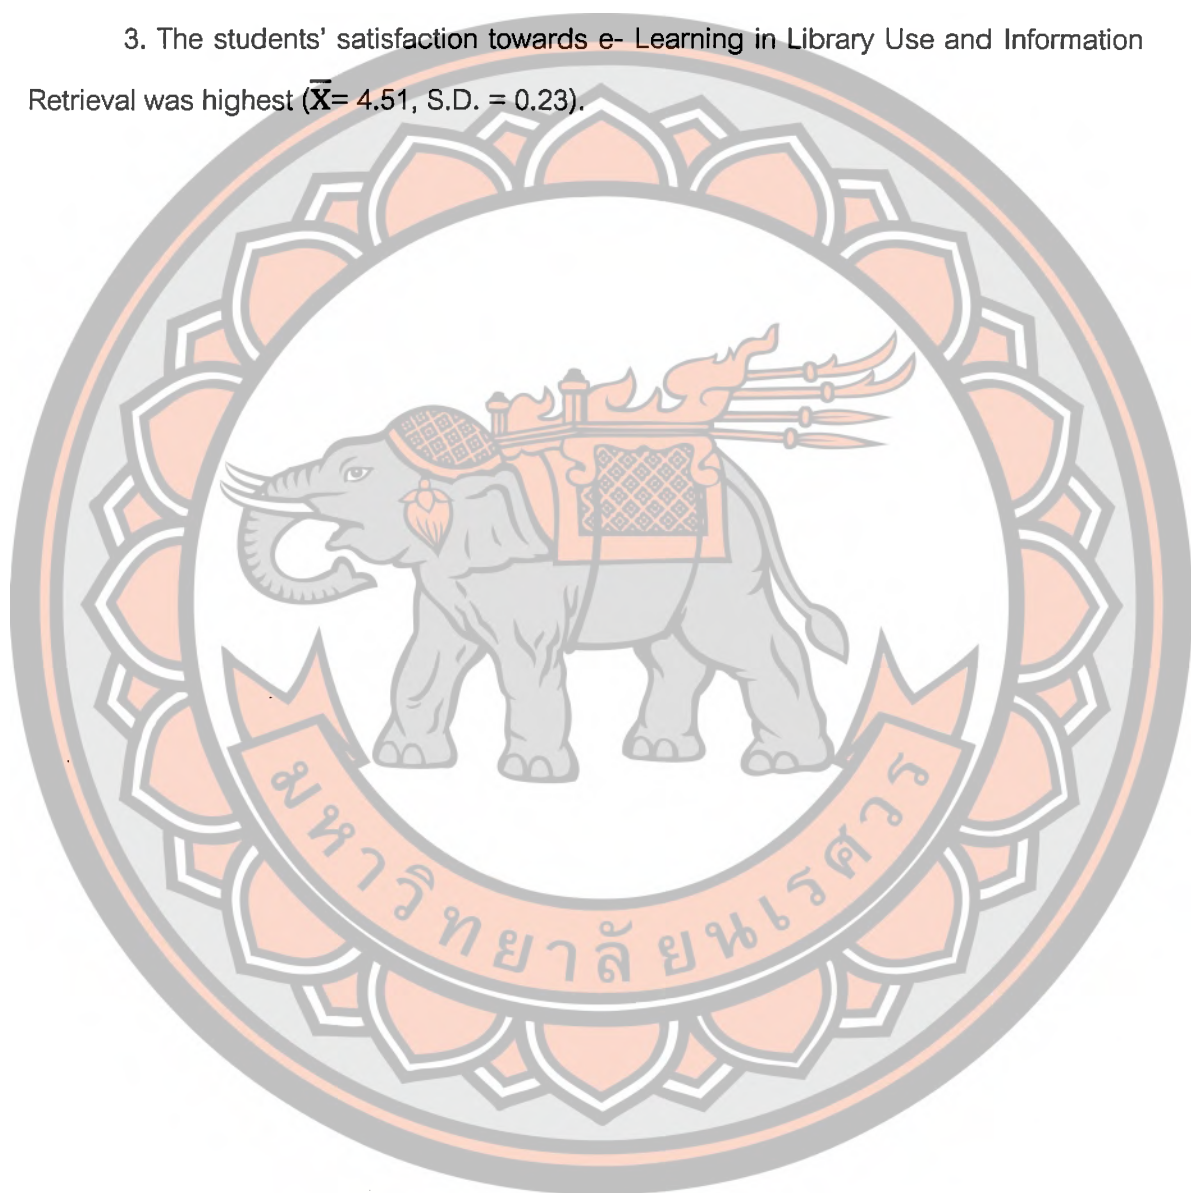 3. The students' satisfaction towards e- Learning in Library Use and Information
Retrieval was highest (X̅= 4.51, S.D. = 0.23).
มหาวิทยาลัยนเรศวร